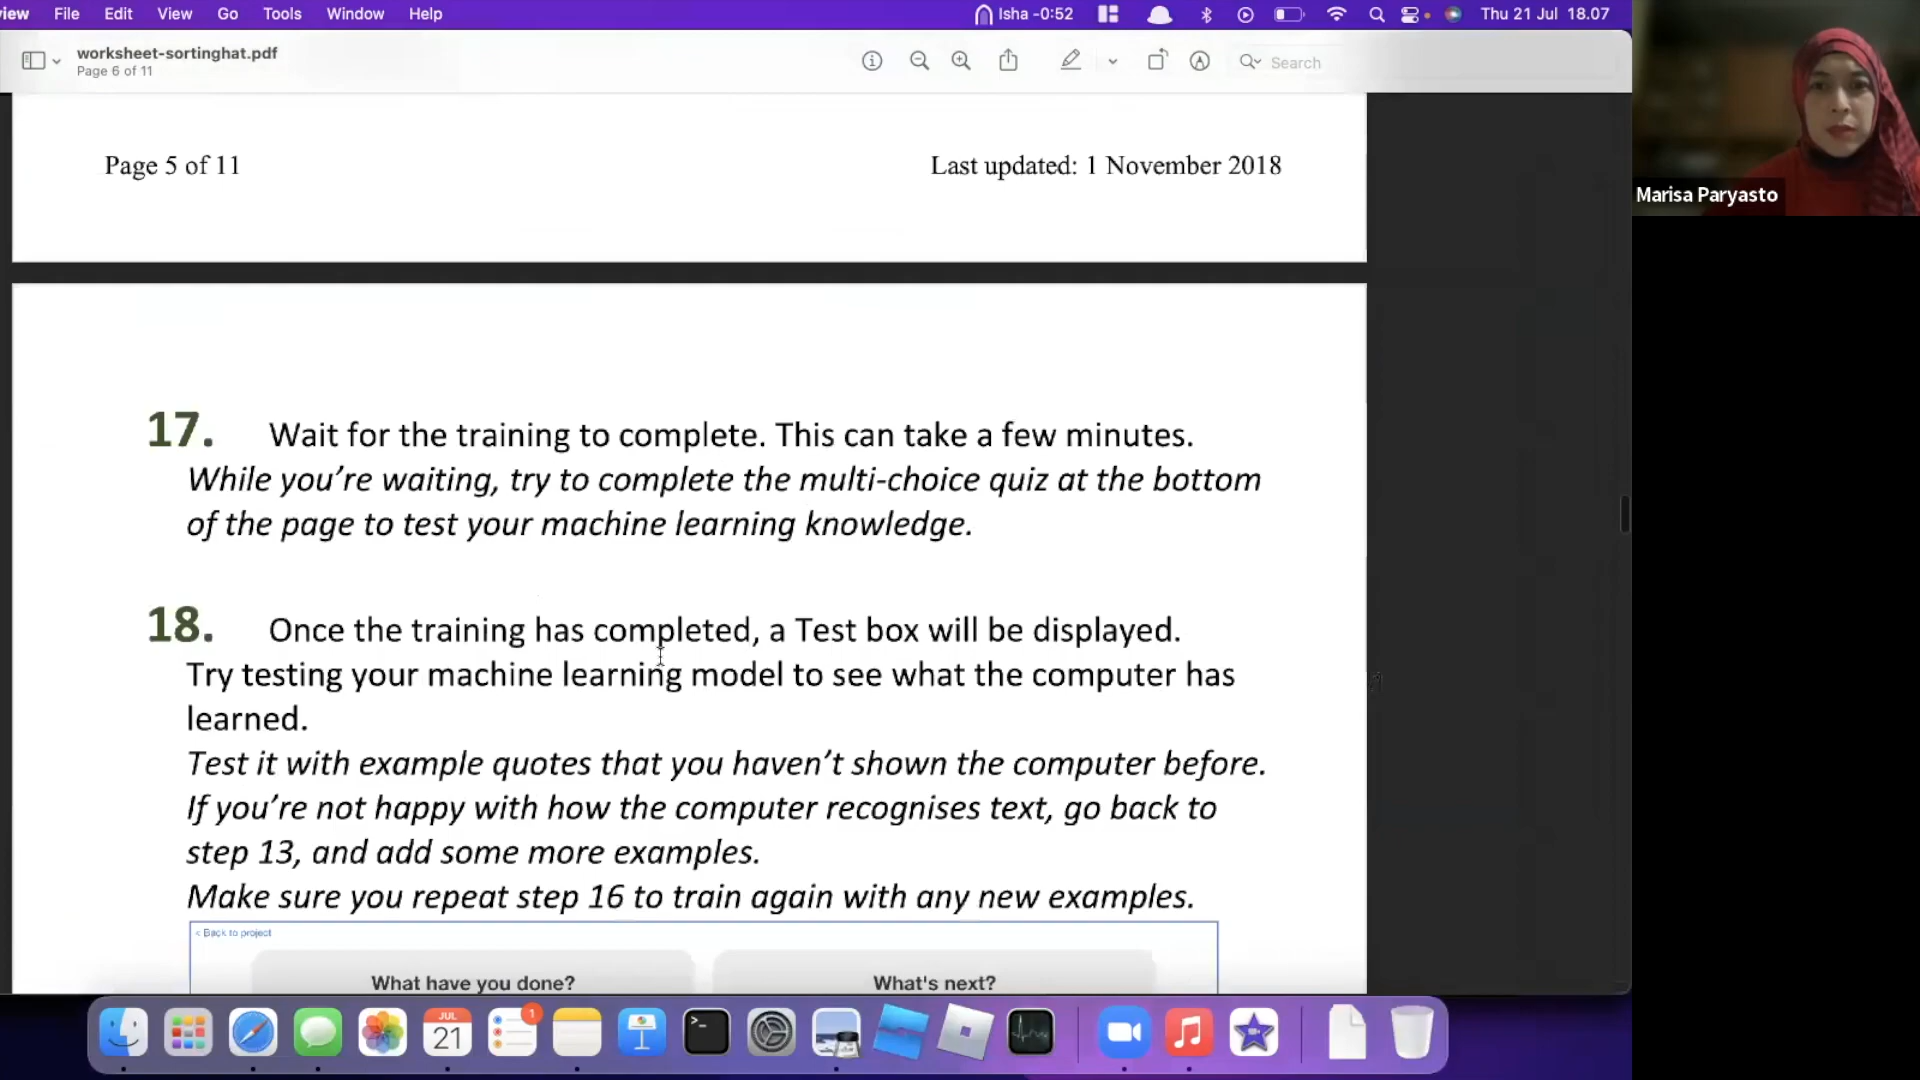 iew File Edit View Go Tools Window Help Isha -0:52 Thu 21 Jul 18.07
worksheet-sortinghat.pdf
Page 6 of 11
Search
Marisa Paryasto
Page 5 of 11 Last updated: 1 November 2018
17. Wait for the training to complete. This can take a few minutes.
While you’re waiting, try to complete the multi-choice quiz at the bottom
of the page to test your machine learning knowledge.
18. Once the training has completed, a Test box will be displayed.
Try testing your machine learning model to see what the computer has
learned.
Test it with example quotes that you haven’t shown the computer before.
If you’re not happy with how the computer recognises text, go back to
step 13, and add some more examples.
Make sure you repeat step 16 to train again with any new examples.
< Back to project
What have you done? What's next?
JUL
21
1